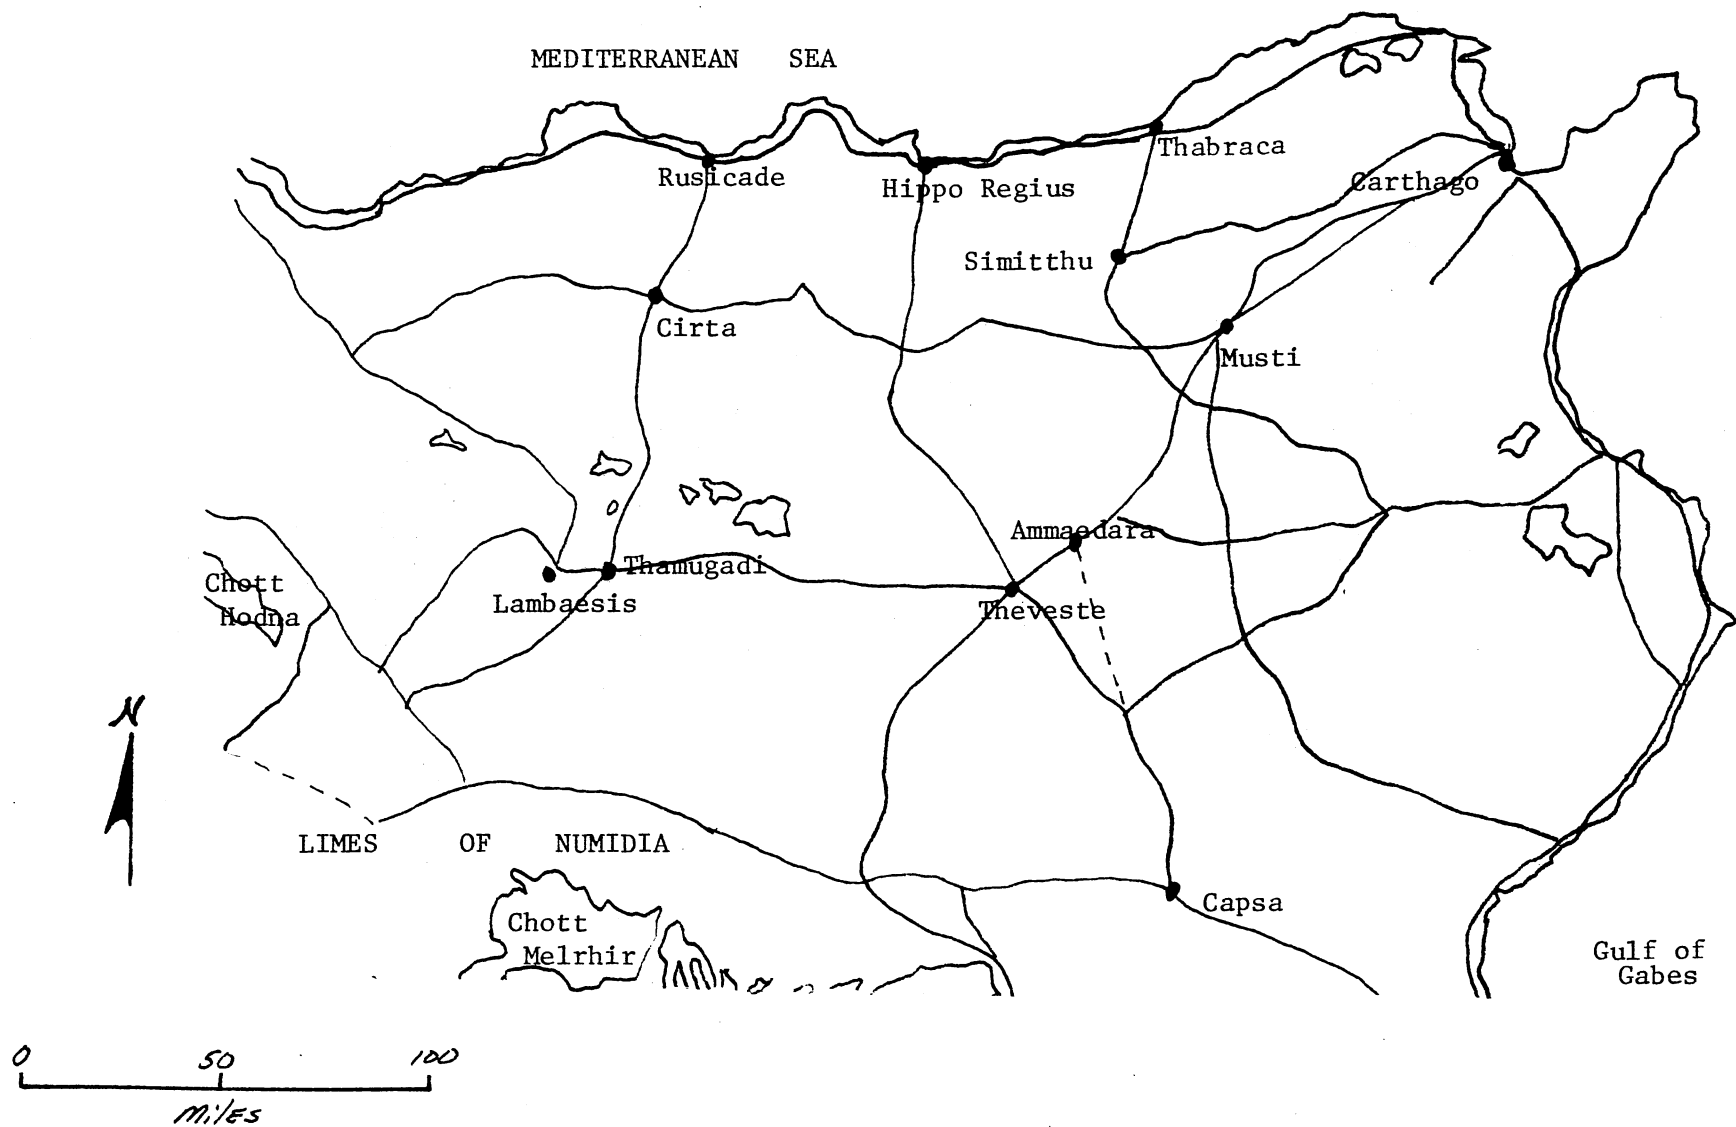 MEDITERRANEAN SEA
Thabraca
Rusicade
Hippo Regius
Carthago
Simitthu
Cirta
Musti
Ammaedara
Thamugadi
Chott
Hodna
Lambaesis
Theveste
N
LIMES OF NUMIDIA
Capsa
Chott
Melrhir
Gulf of
Gabes
0 50 100
Miles